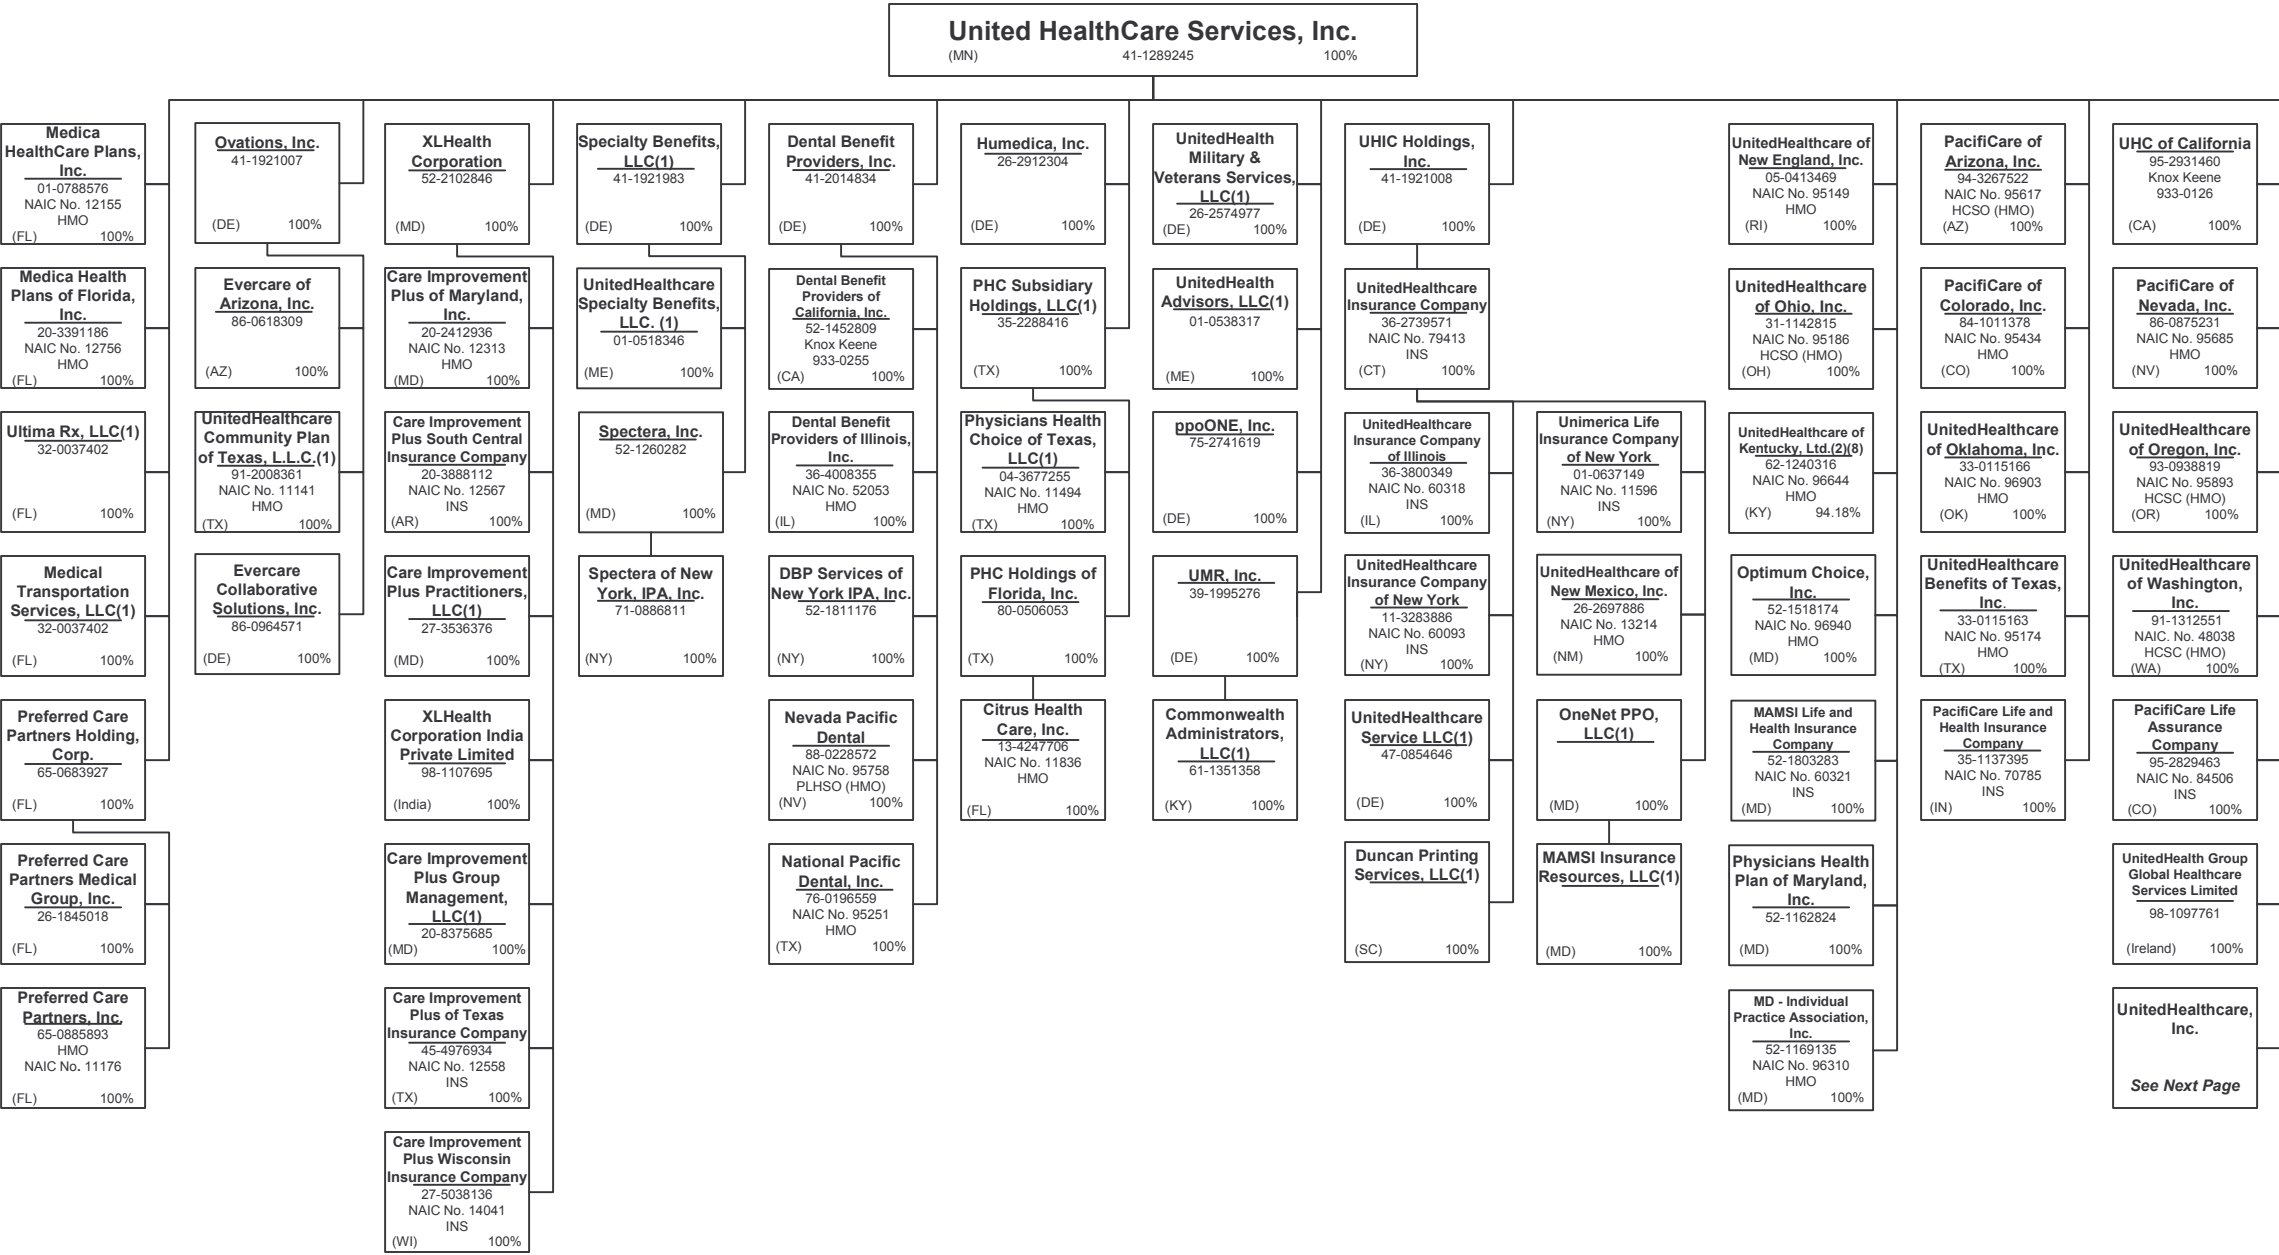 United HealthCare Services, Inc.
(MN) 41-1289245 100%
Medica
HealthCare Plans,
Inc.
01-0788576
NAIC No. 12155
HMO
(FL) 100%
Medica Health
Plans of Florida,
Inc.
20-3391186
NAIC No. 12756
HMO
(FL) 100%
Ultima Rx, LLC(1)
32-0037402
(FL) 100%
Medical
Transportation
Services, LLC(1)
32-0037402
(FL) 100%
Preferred Care
Partners Holding,
Corp.
65-0683927
(FL) 100%
Preferred Care
Partners Medical
Group, Inc.
26-1845018
(FL) 100%
Preferred Care
Partners, Inc.
65-0885893
HMO
NAIC No. 11176
(FL) 100%
Ovations, Inc.
41-1921007
(DE) 100%
Evercare of
Arizona, Inc.
86-0618309
(AZ) 100%
UnitedHealthcare
Community Plan
of Texas, L.L.C.(1)
91-2008361
NAIC No. 11141
HMO
(TX) 100%
Evercare
Collaborative
Solutions, Inc.
86-0964571
(DE) 100%
XLHealth
Corporation
52-2102846
(MD) 100%
Care Improvement
Plus of Maryland,
Inc.
20-2412936
NAIC No. 12313
HMO
(MD) 100%
Care Improvement
Plus South Central
Insurance Company
20-3888112
NAIC No. 12567
INS
(AR) 100%
Care Improvement
Plus Practitioners,
LLC(1)
27-3536376
(MD) 100%
XLHealth
Corporation India
Private Limited
98-1107695
(India) 100%
Care Improvement
Plus Group
Management,
LLC(1)
20-8375685
(MD) 100%
Care Improvement
Plus of Texas
Insurance Company
45-4976934
NAIC No. 12558
INS
(TX) 100%
Care Improvement
Plus Wisconsin
Insurance Company
27-5038136
NAIC No. 14041
INS
(WI) 100%
Specialty Benefits,
LLC(1)
41-1921983
(DE) 100%
UnitedHealthcare
Specialty Benefits,
LLC. (1)
01-0518346
(ME) 100%
Spectera, Inc.
52-1260282
(MD) 100%
Spectera of New
York, IPA, Inc.
71-0886811
(NY) 100%
Dental Benefit
Providers, Inc.
41-2014834
(DE) 100%
Dental Benefit
Providers of
California, Inc.
52-1452809
Knox Keene
933-0255
(CA) 100%
Dental Benefit
Providers of Illinois,
Inc.
36-4008355
NAIC No. 52053
HMO
(IL) 100%
DBP Services of
New York IPA, Inc.
52-1811176
(NY) 100%
Nevada Pacific
Dental
88-0228572
NAIC No. 95758
PLHSO (HMO)
(NV) 100%
National Pacific
Dental, Inc.
76-0196559
NAIC No. 95251
HMO
(TX) 100%
Humedica, Inc.
26-2912304
(DE) 100%
PHC Subsidiary
Holdings, LLC(1)
35-2288416
(TX) 100%
Physicians Health
Choice of Texas,
LLC(1)
04-3677255
NAIC No. 11494
HMO
(TX) 100%
PHC Holdings of
Florida, Inc.
80-0506053
(TX) 100%
Citrus Health
Care, Inc.
13-4247706
NAIC No. 11836
HMO
(FL) 100%
UnitedHealth
Military &
Veterans Services,
LLC(1)
26-2574977
(DE) 100%
UnitedHealth
Advisors, LLC(1)
01-0538317
(ME) 100%
ppoONE, Inc.
75-2741619
(DE) 100%
UMR, Inc.
39-1995276
(DE) 100%
Commonwealth
Administrators,
LLC(1)
61-1351358
(KY) 100%
UHIC Holdings,
Inc.
41-1921008
(DE) 100%
UnitedHealthcare
Insurance Company
36-2739571
NAIC No. 79413
INS
(CT) 100%
UnitedHealthcare
Insurance Company
of Illinois
36-3800349
NAIC No. 60318
INS
(IL) 100%
UnitedHealthcare
Insurance Company
of New York
11-3283886
NAIC No. 60093
INS
(NY) 100%
UnitedHealthcare
Service LLC(1)
47-0854646
(DE) 100%
Duncan Printing
Services, LLC(1)
(SC) 100%
Unimerica Life
Insurance Company
of New York
01-0637149
NAIC No. 11596
INS
(NY) 100%
UnitedHealthcare of
New Mexico, Inc.
26-2697886
NAIC No. 13214
HMO
(NM) 100%
OneNet PPO,
LLC(1)
(MD) 100%
MAMSI Insurance
Resources, LLC(1)
(MD) 100%
UnitedHealthcare of
New England, Inc.
05-0413469
NAIC No. 95149
HMO
(RI) 100%
UnitedHealthcare
of Ohio, Inc.
31-1142815
NAIC No. 95186
HCSO (HMO)
(OH) 100%
UnitedHealthcare of
Kentucky, Ltd.(2)(8)
62-1240316
NAIC No. 96644
HMO
(KY) 94.18%
Optimum Choice,
Inc.
52-1518174
NAIC No. 96940
HMO
(MD) 100%
MAMSI Life and
Health Insurance
Company
52-1803283
NAIC No. 60321
INS
(MD) 100%
Physicians Health
Plan of Maryland,
Inc.
52-1162824
(MD) 100%
MD - Individual
Practice Association,
Inc.
52-1169135
NAIC No. 96310
HMO
(MD) 100%
PacifiCare of
Arizona, Inc.
94-3267522
NAIC No. 95617
HCSO (HMO)
(AZ) 100%
PacifiCare of
Colorado, Inc.
84-1011378
NAIC No. 95434
HMO
(CO) 100%
UnitedHealthcare
of Oklahoma, Inc.
33-0115166
NAIC No. 96903
HMO
(OK) 100%
UnitedHealthcare
Benefits of Texas,
Inc.
33-0115163
NAIC No. 95174
HMO
(TX) 100%
PacifiCare Life and
Health Insurance
Company
35-1137395
NAIC No. 70785
INS
(IN) 100%
UHC of California
95-2931460
Knox Keene
933-0126
(CA) 100%
PacifiCare of
Nevada, Inc.
86-0875231
NAIC No. 95685
HMO
(NV) 100%
UnitedHealthcare
of Oregon, Inc.
93-0938819
NAIC No. 95893
HCSC (HMO)
(OR) 100%
UnitedHealthcare
of Washington,
Inc.
91-1312551
NAIC. No. 48038
HCSC (HMO)
(WA) 100%
PacifiCare Life
Assurance
Company
95-2829463
NAIC No. 84506
INS
(CO) 100%
UnitedHealth Group
Global Healthcare
Services Limited
98-1097761
(Ireland) 100%
UnitedHealthcare,
Inc.
See Next Page